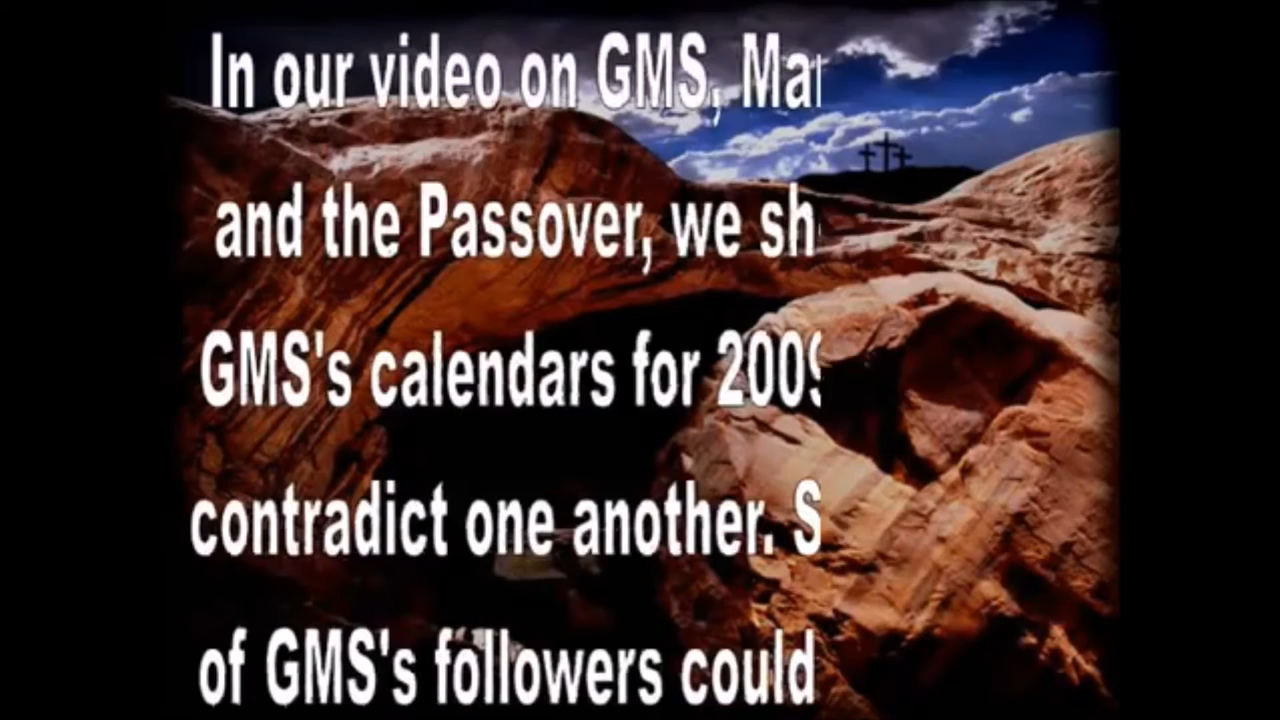 In our video on GMS,
and the Passover, we
GMS's calendars for
contradict one another.
of GMS's followers could